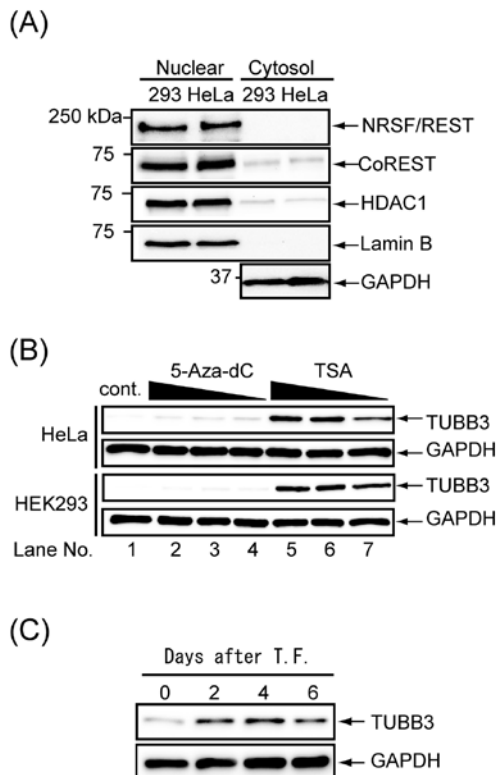 (A)
Nuclear Cytosol
293 HeLa 293 HeLa
250 kDa
NRSF/REST
75
CoREST
75
HDAC1
75
Lamin B
37
GAPDH
(B)
5-Aza-dC TSA
cont.
HeLa
TUBB3
GAPDH
HEK293
TUBB3
GAPDH
Lane No. 1 2 3 4 5 6 7
(C)
Days after T.F.
0 2 4 6
TUBB3
GAPDH